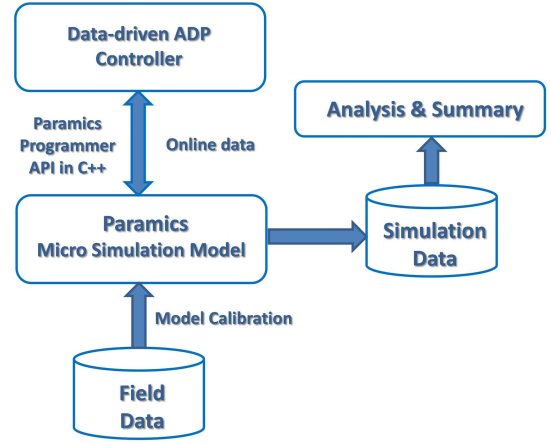 Data-driven ADP
Controller
Paramics
Programmer
API in C++
Online data
Analysis & Summary
Paramics
Micro Simulation Model
Simulation
Data
Model Calibration
Field
Data